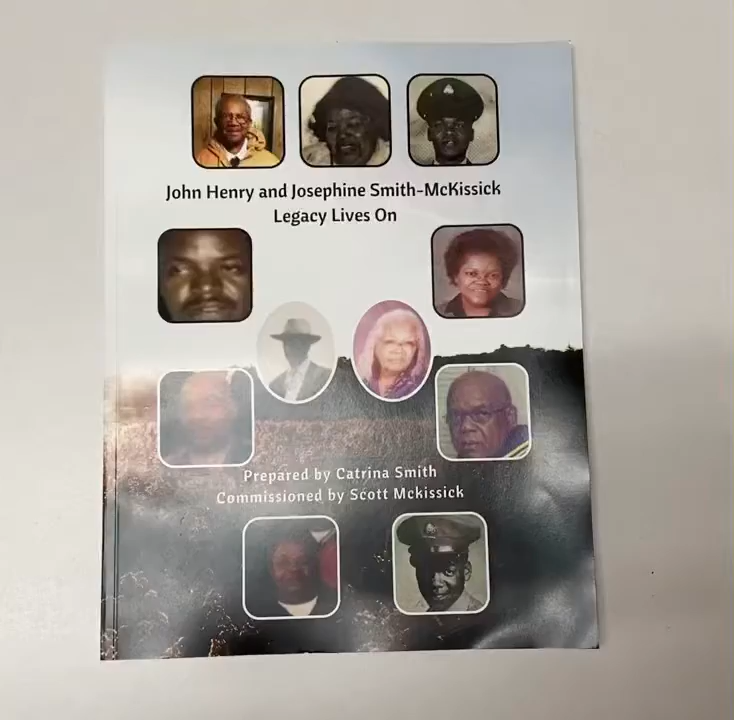 John Henry and Josephine Smith-McKissick
Legacy Lives On
Prepared by Catrina Smith
Commissioned by Scott Mckissick